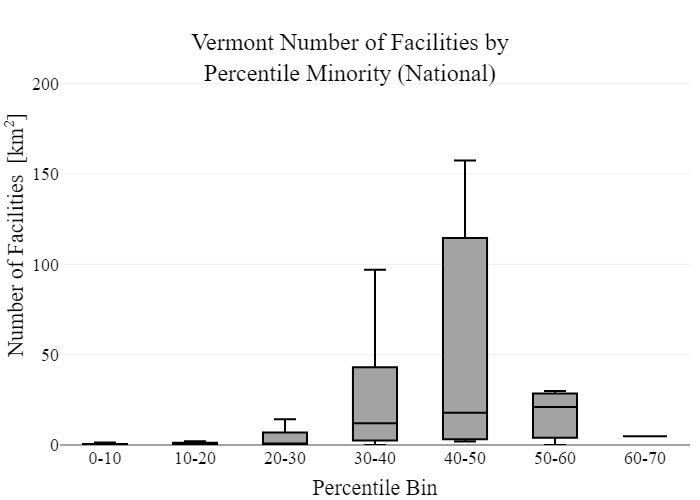 Vermont Number of Facilities by
Percentile Minority (National)
Number of Facilities [km²]
200
150
100
50
0
0-10 10-20 20-30 30-40 40-50 50-60 60-70
Percentile Bin